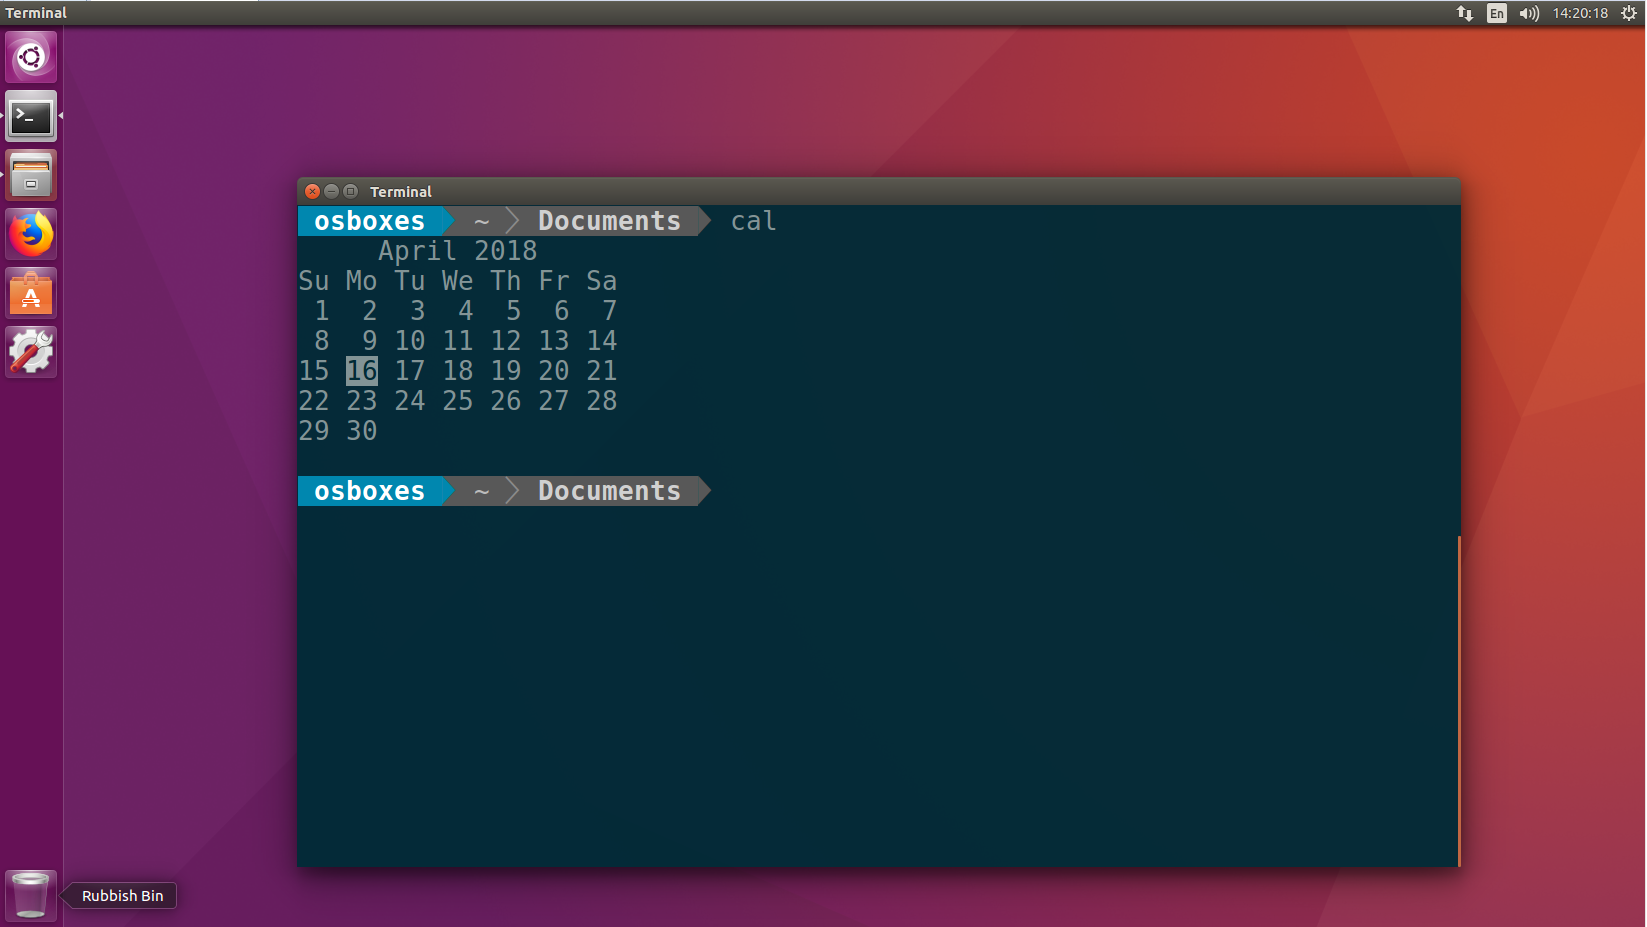 Terminal
En
14:20:18
Terminal
osboxes ~ Documents cal
April 2018
Su Mo Tu We Th Fr Sa
1 2 3 4 5 6 7
8 9 10 11 12 13 14
15 16 17 18 19 20 21
22 23 24 25 26 27 28
29 30
osboxes ~ Documents
Rubbish Bin